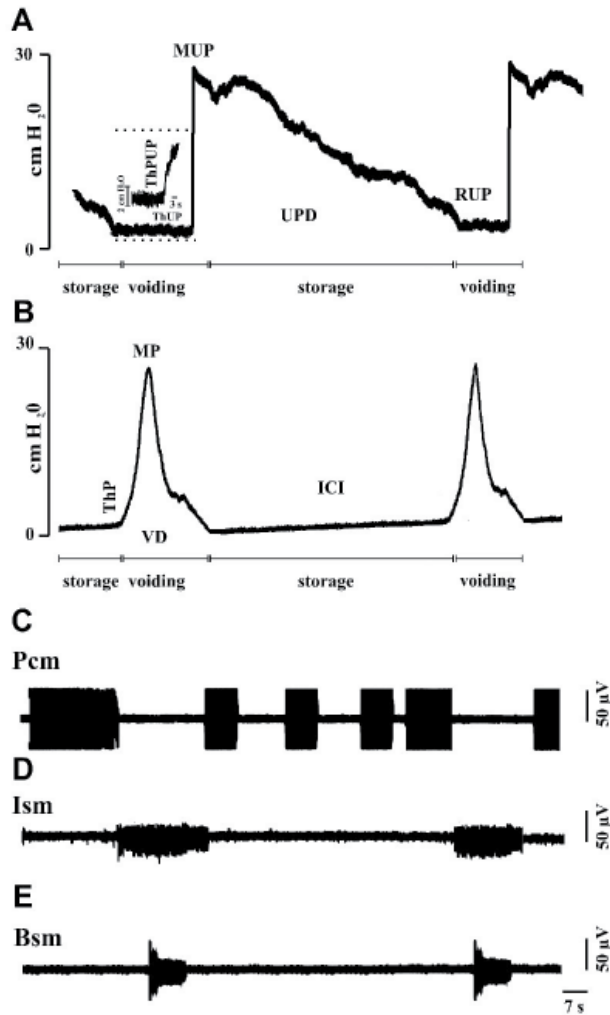 A
30
MUP
cm H2O
ThPUP
2 cm H2O
3 s
ThUP
RUP
UPD
0
storage voiding storage voiding
B
30
MP
cm H2O
ThP
ICI
0
VD
storage voiding storage voiding
C
Pcm
50 µV
D
Ism
50 µV
E
Bsm
50 µV
7 s